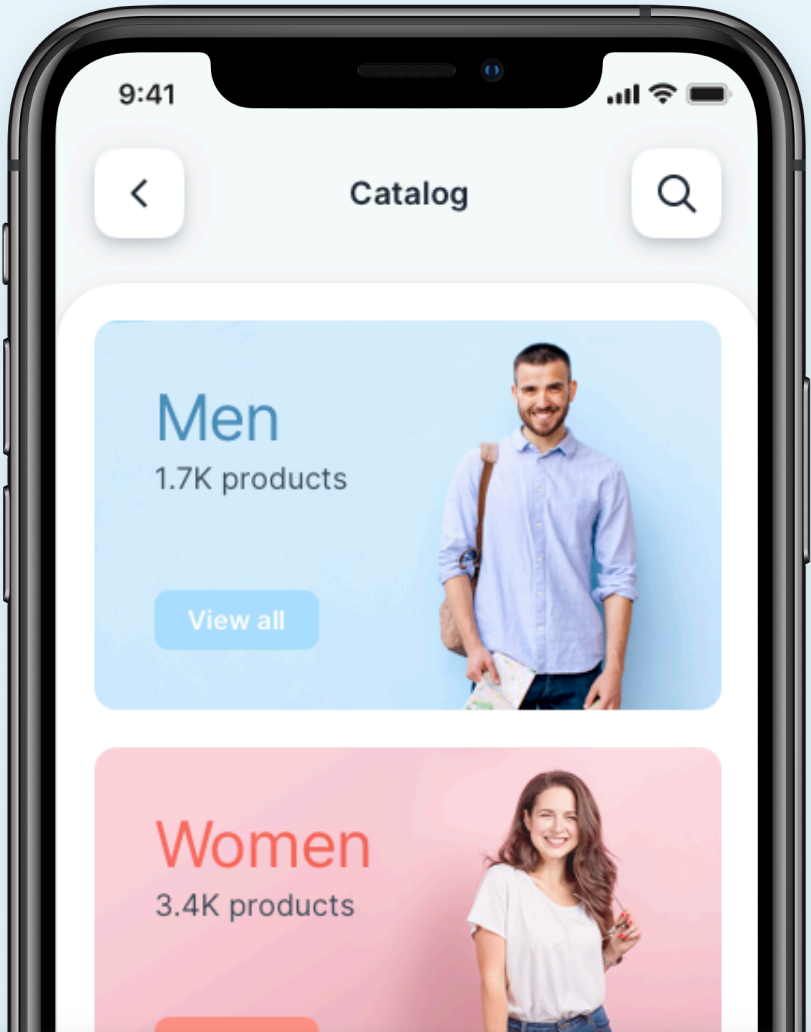 9:41
Catalog
Men
1.7K products
View all
Women
3.4K products